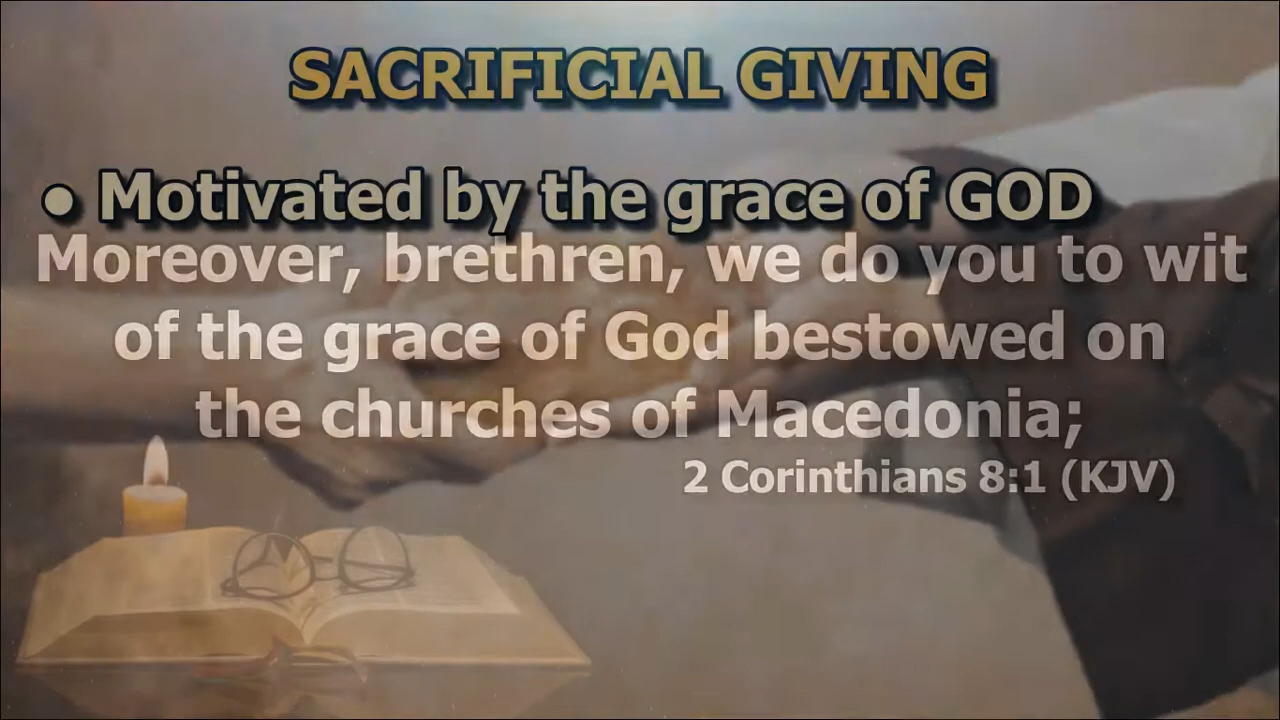 SACRIFICIAL GIVING
● Motivated by the grace of GOD
Moreover, brethren, we do you to wit
of the grace of God bestowed on
the churches of Macedonia;
2 Corinthians 8:1 (KJV)